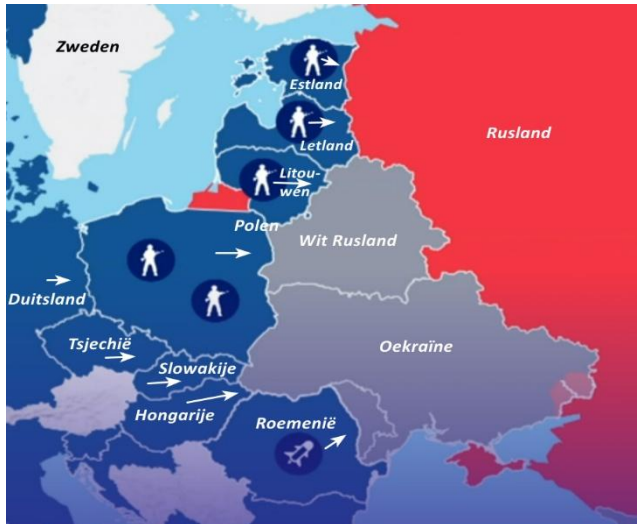 Zweden
Estland
Rusland
Letland
Litou-
wen
Polen
Wit Rusland
Duitsland
Tsjechië
Oekraïne
Slowakije
Hongarije
Roemenië